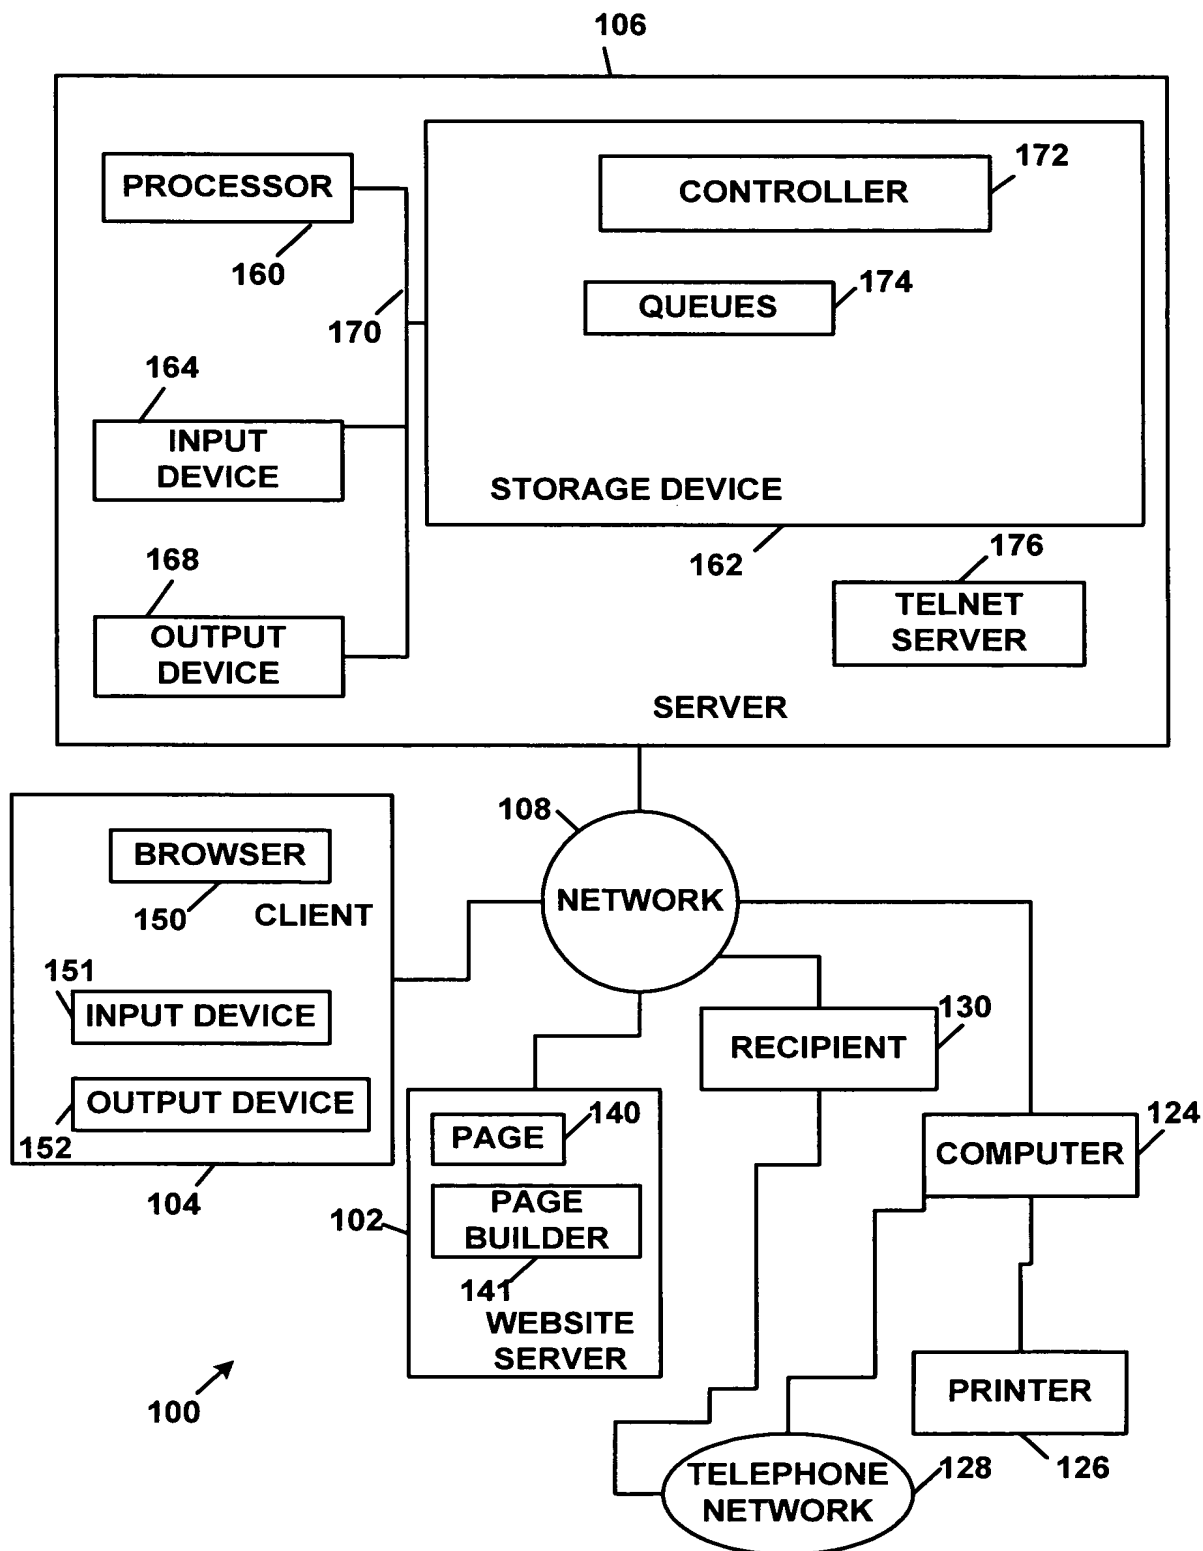 106
PROCESSOR
160
170
CONTROLLER
172
QUEUES
174
164
INPUT
DEVICE
STORAGE DEVICE
162
168
OUTPUT
DEVICE
176
TELNET
SERVER
SERVER
108
NETWORK
BROWSER
150
CLIENT
151
INPUT DEVICE
OUTPUT DEVICE
152
104
130
RECIPIENT
PAGE
140
102
PAGE
BUILDER
141
WEBSITE
SERVER
124
COMPUTER
100
PRINTER
126
TELEPHONE
NETWORK
128